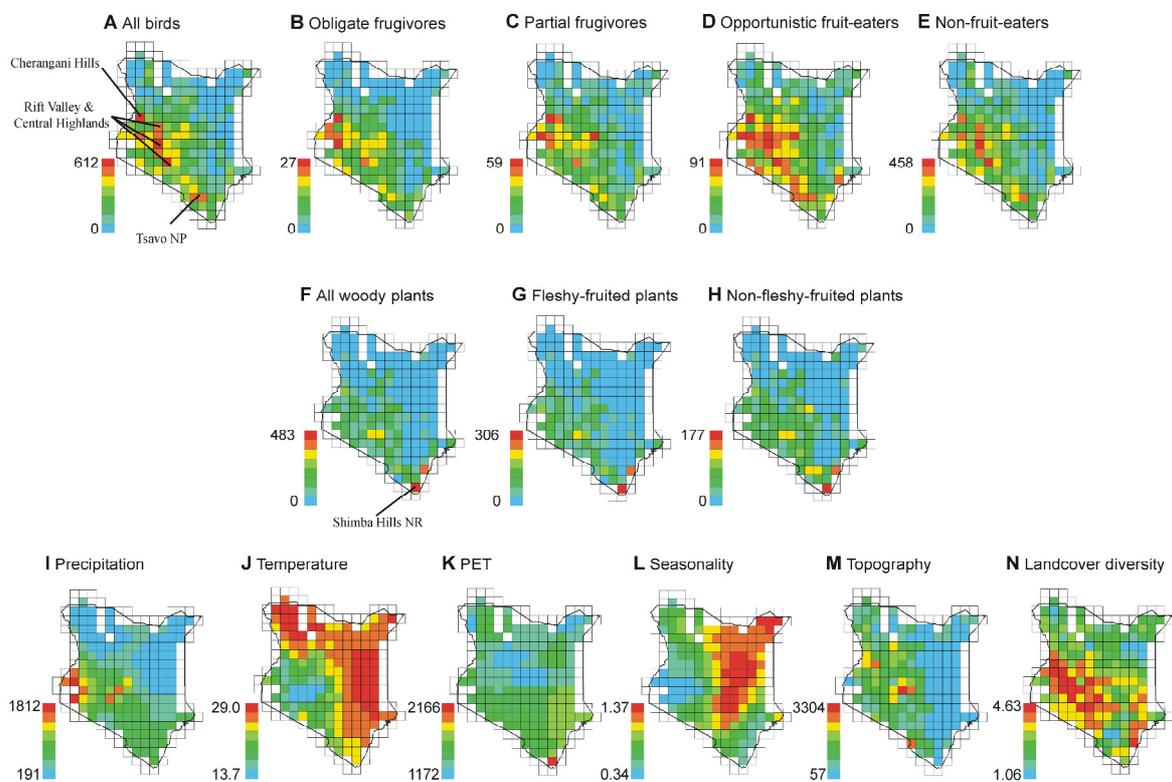 A All birds
B Obligate frugivores
C Partial frugivores
D Opportunistic fruit-eaters
E Non-fruit-eaters
Cherangani Hills
Rift Valley &
Central Highlands
612
0
27
0
59
0
91
0
458
0
Tsavo NP
F All woody plants
G Fleshy-fruited plants
H Non-fleshy-fruited plants
483
0
306
0
177
0
Shimba Hills NR
I Precipitation
J Temperature
K PET
L Seasonality
M Topography
N Landcover diversity
1812
191
29.0
13.7
2166
1172
1.37
0.34
3304
57
4.63
1.06